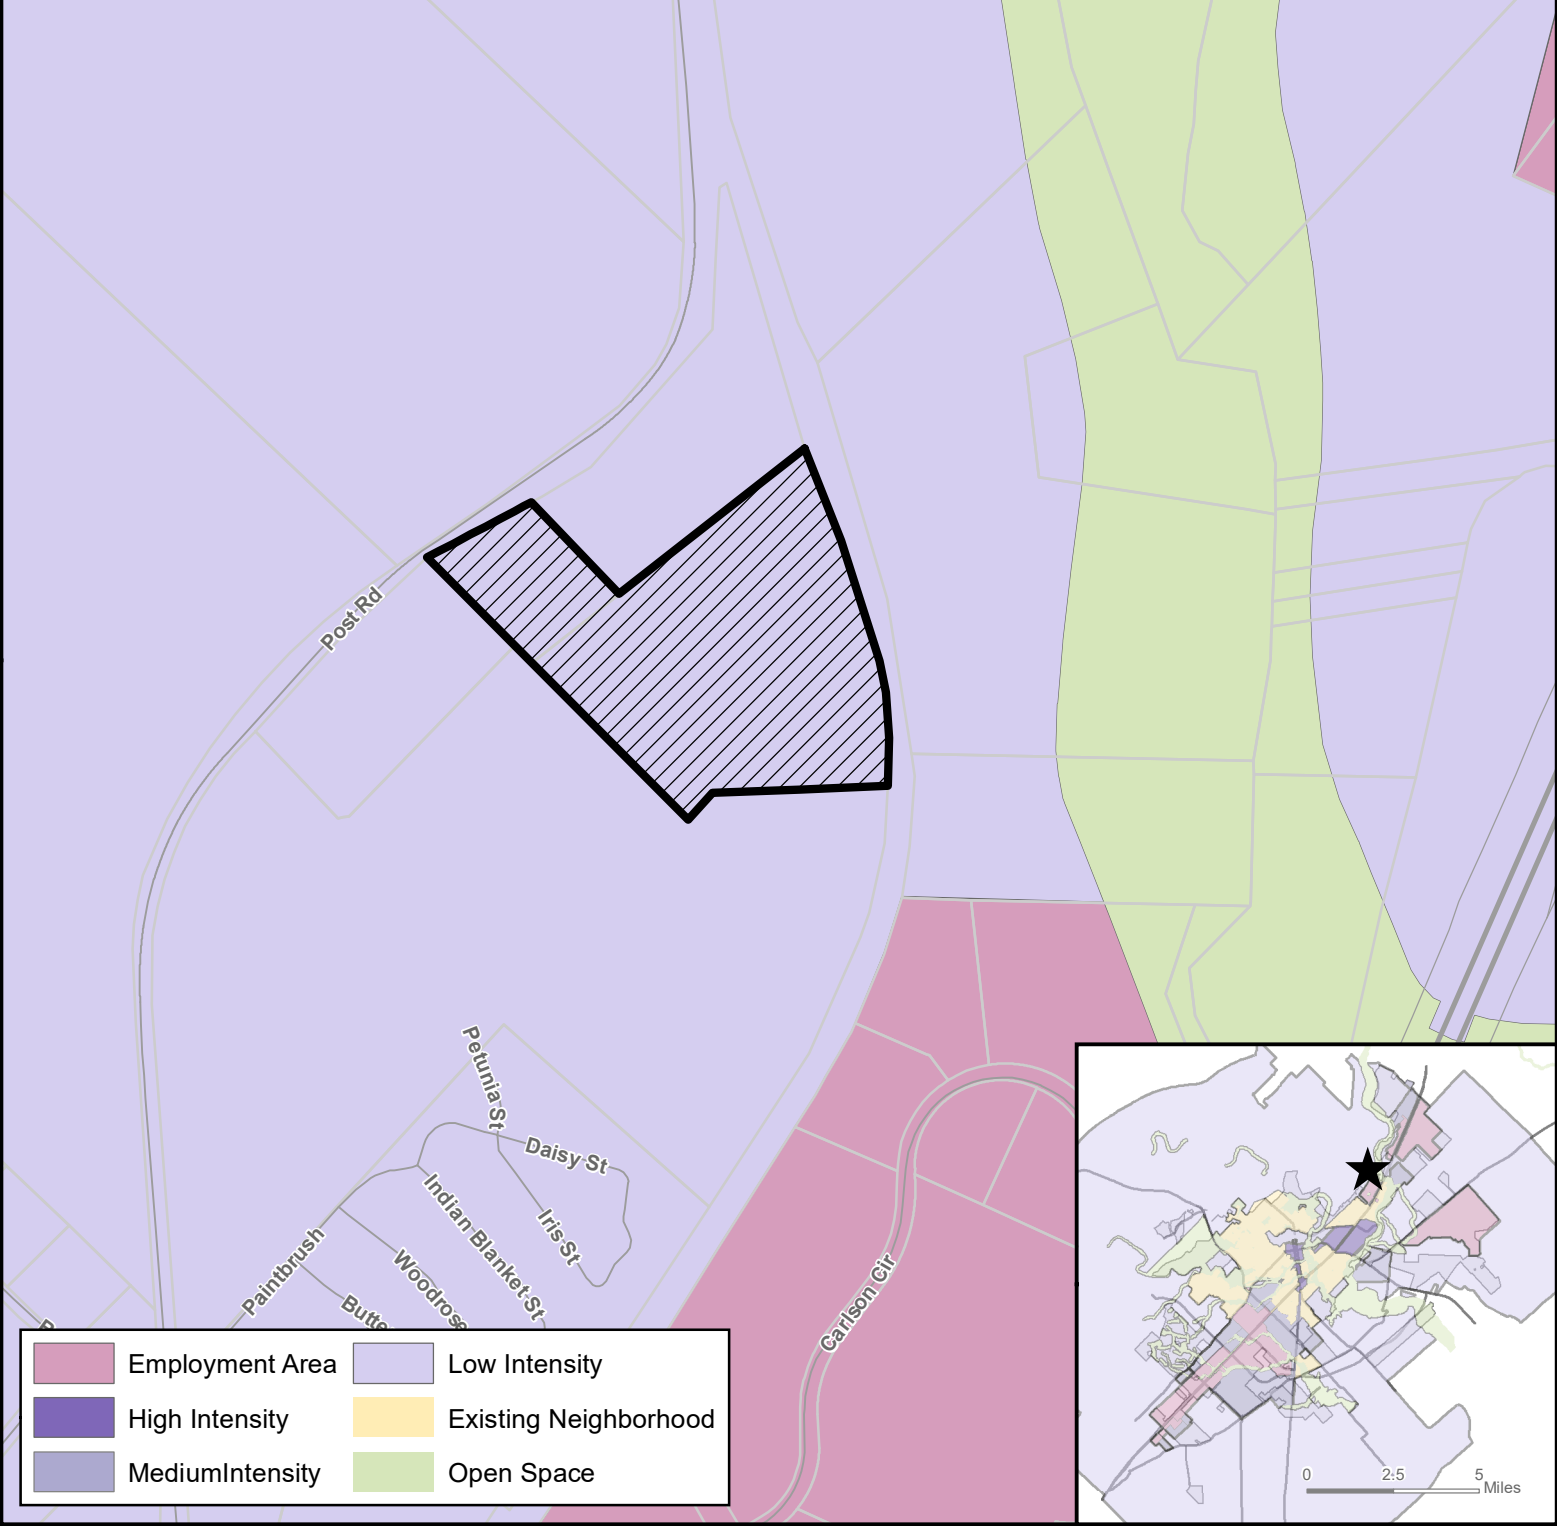 Post Rd
Petunia St
Daisy St
Iris St
Indian Blanket St
Woodrose
Butte
Paintbrush
Carlson Cir
Employment Area
Low Intensity
High Intensity
Existing Neighborhood
MediumIntensity
Open Space
0 2.5 5
Miles